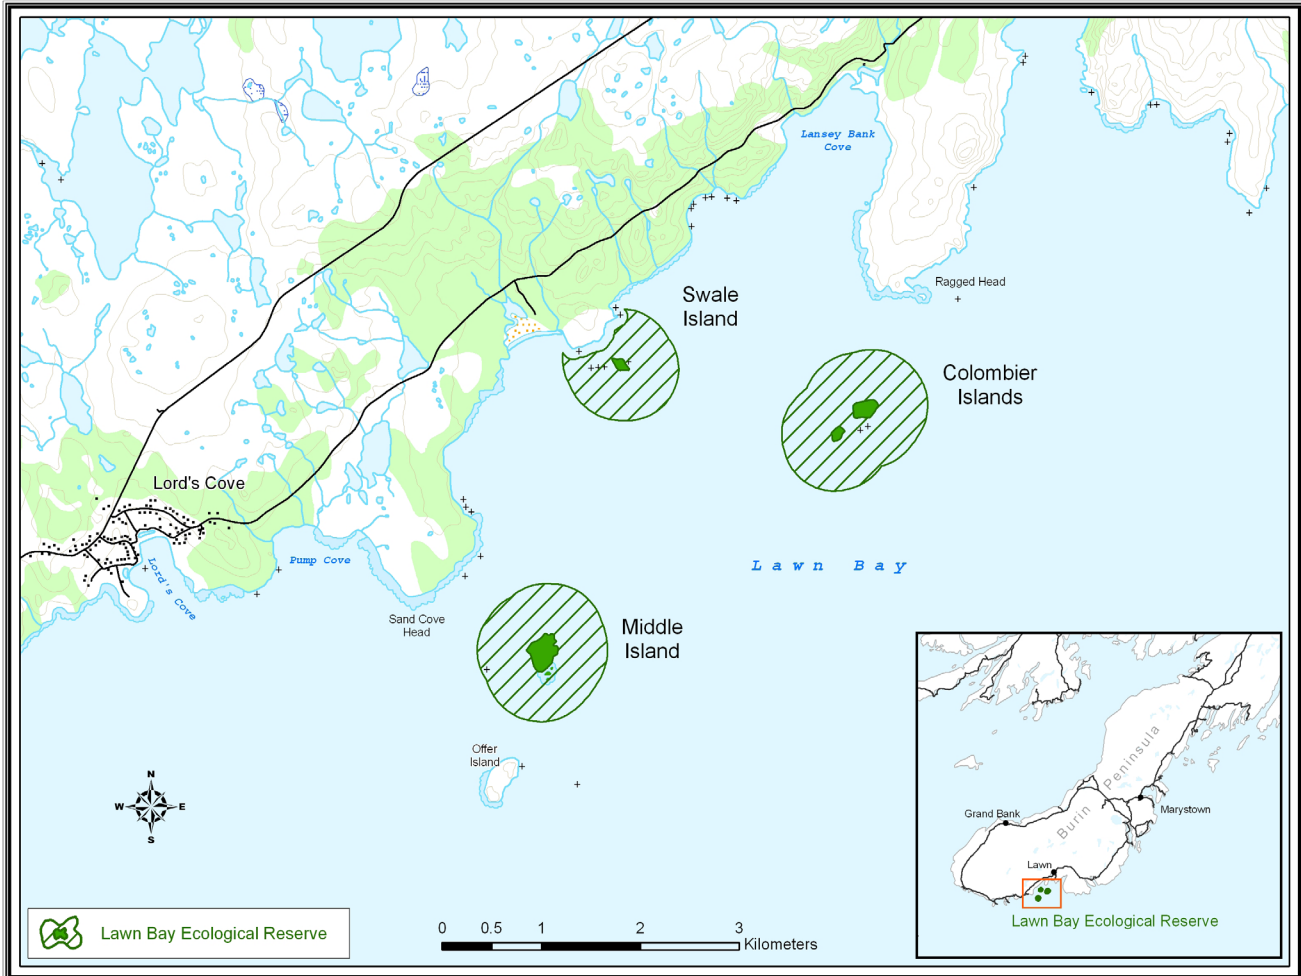 Lansey Bank
Cove
Ragged Head
Swale
Island
Colombier
Islands
Lord's Cove
Lord's Cove
Pump Cove
Lawn Bay
Sand Cove
Head
Middle
Island
Offer
Island
N
W E
S
Burin Peninsula
Grand Bank
Marystown
Lawn
Lawn Bay Ecological Reserve
Lawn Bay Ecological Reserve
0 0.5 1 2 3
Kilometers